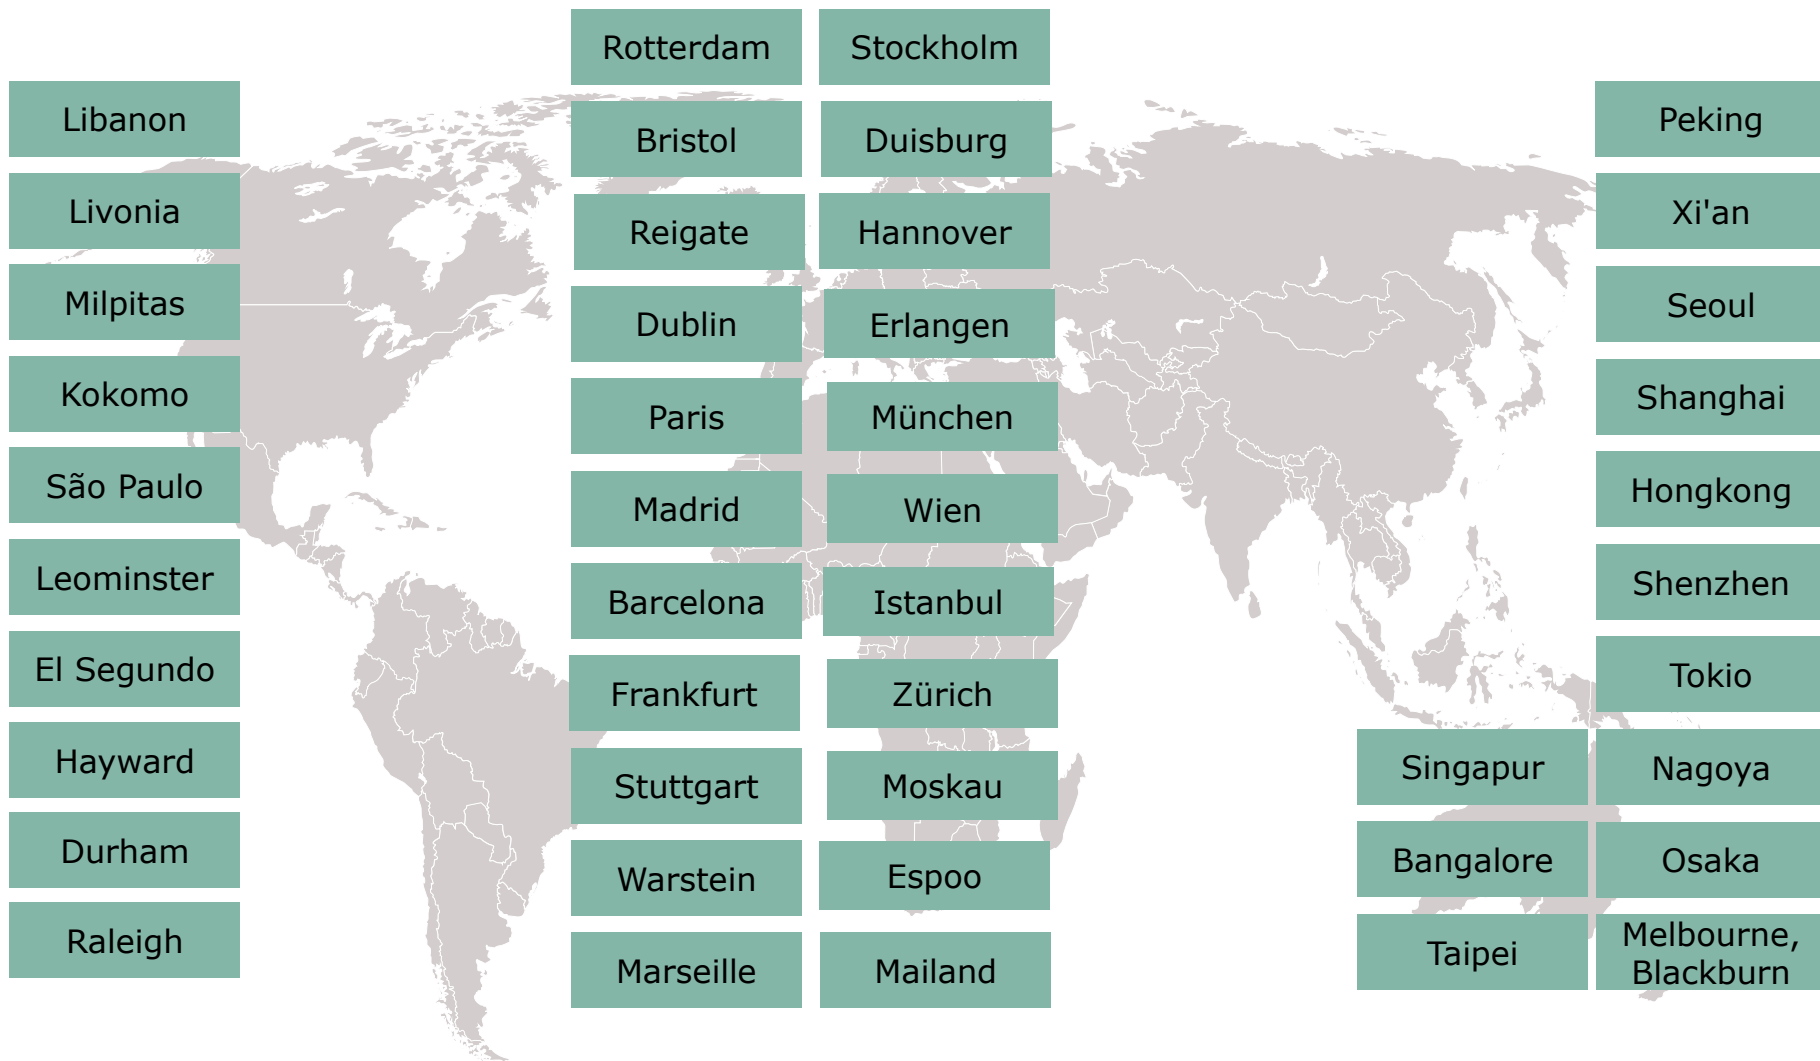 Libanon
Livonia
Milpitas
Kokomo
São Paulo
Leominster
El Segundo
Hayward
Durham
Raleigh
Rotterdam
Bristol
Reigate
Dublin
Paris
Madrid
Barcelona
Frankfurt
Stuttgart
Warstein
Marseille
Stockholm
Duisburg
Hannover
Erlangen
München
Wien
Istanbul
Zürich
Moskau
Espoo
Mailand
Singapur
Bangalore
Taipei
Peking
Xi'an
Seoul
Shanghai
Hongkong
Shenzhen
Tokio
Nagoya
Osaka
Melbourne,
Blackburn